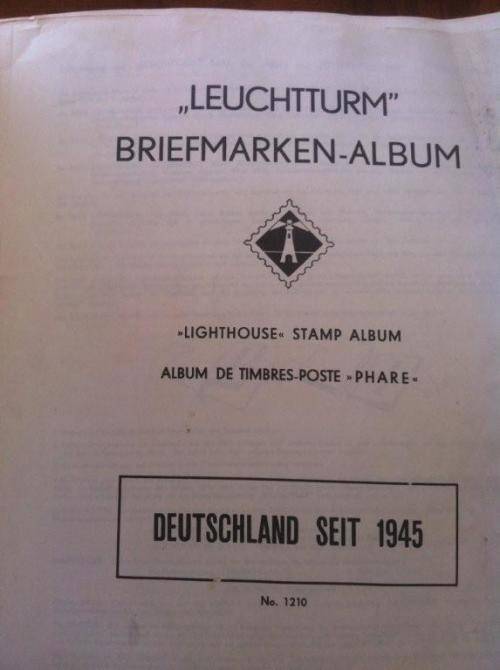 „LEUCHTTURM”
BRIEFMARKEN-ALBUM
»LIGHTHOUSE« STAMP ALBUM
ALBUM DE TIMBRES-POSTE »PHARE«
DEUTSCHLAND SEIT 1945
No. 1210